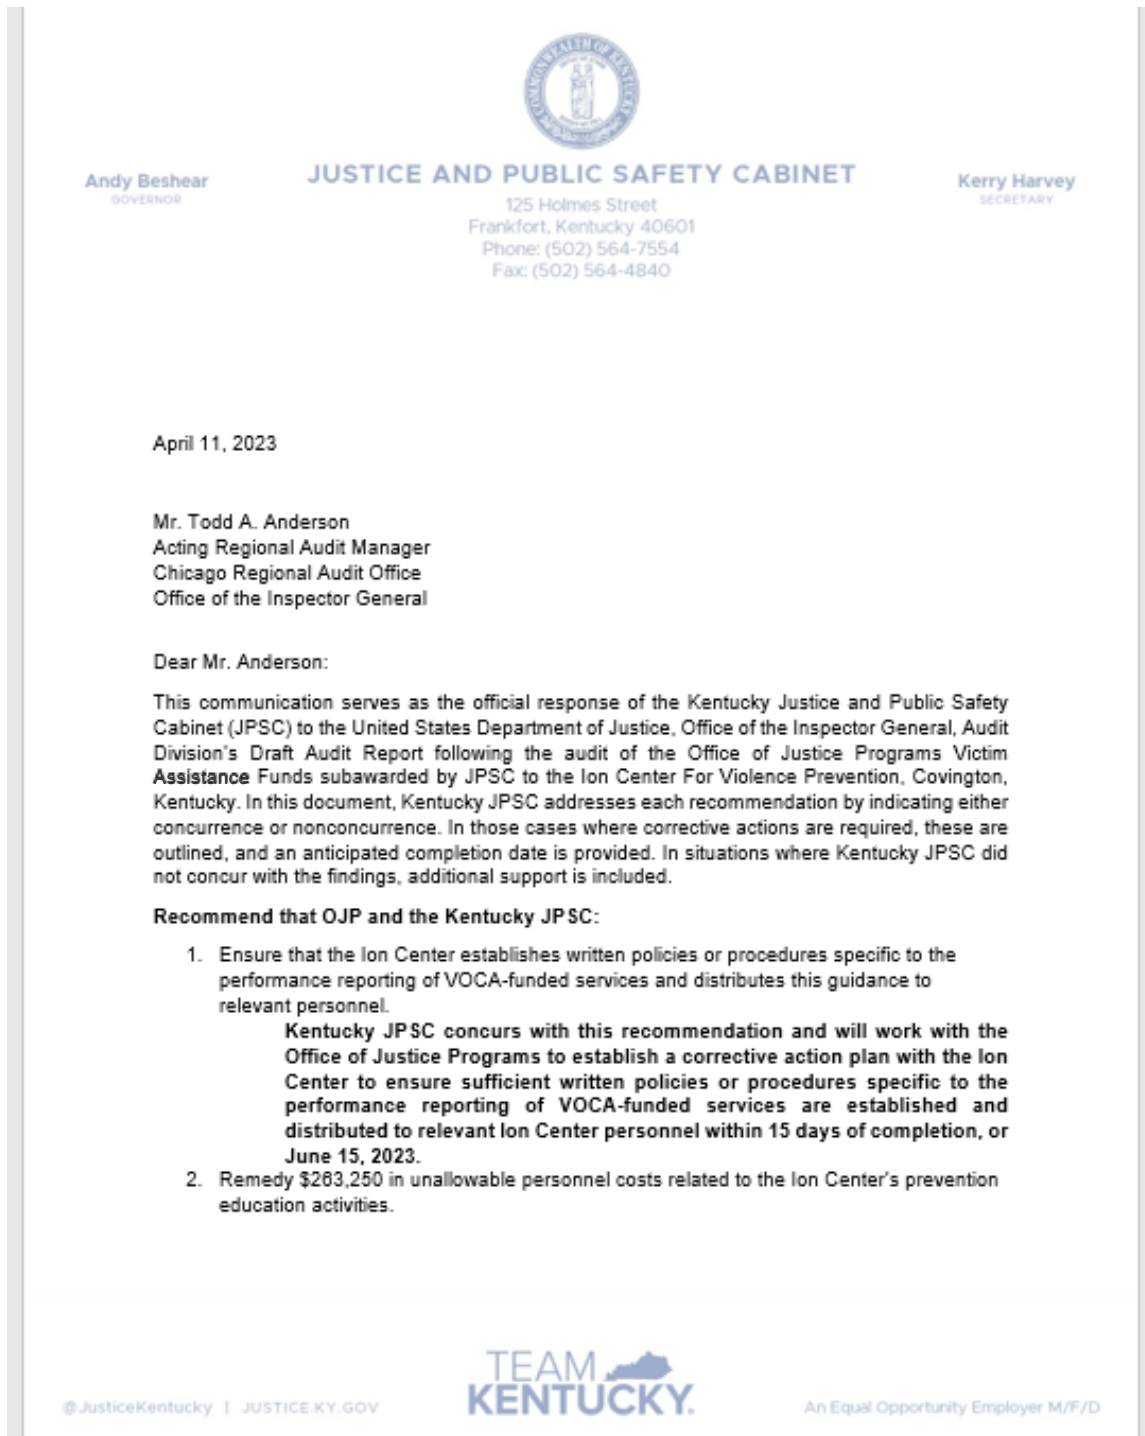 COMMONWEALTH OF KENTUCKY
Andy Beshear
GOVERNOR
JUSTICE AND PUBLIC SAFETY CABINET
125 Holmes Street
Frankfort, Kentucky 40601
Phone: (502) 564-7554
Fax: (502) 564-4840
Kerry Harvey
SECRETARY
April 11, 2023
Mr. Todd A. Anderson
Acting Regional Audit Manager
Chicago Regional Audit Office
Office of the Inspector General
Dear Mr. Anderson:
This communication serves as the official response of the Kentucky Justice and Public Safety
Cabinet (JPSC) to the United States Department of Justice, Office of the Inspector General, Audit
Division's Draft Audit Report following the audit of the Office of Justice Programs Victim
Assistance Funds subawarded by JPSC to the Ion Center For Violence Prevention, Covington,
Kentucky. In this document, Kentucky JPSC addresses each recommendation by indicating either
concurrence or nonconcurrence. In those cases where corrective actions are required, these are
outlined, and an anticipated completion date is provided. In situations where Kentucky JPSC did
not concur with the findings, additional support is included.
Recommend that OJP and the Kentucky JPSC:
1. Ensure that the Ion Center establishes written policies or procedures specific to the
performance reporting of VOCA-funded services and distributes this guidance to
relevant personnel.
Kentucky JPSC concurs with this recommendation and will work with the
Office of Justice Programs to establish a corrective action plan with the Ion
Center to ensure sufficient written policies or procedures specific to the
performance reporting of VOCA-funded services are established and
distributed to relevant Ion Center personnel within 15 days of completion, or
June 15, 2023.
2. Remedy $263,250 in unallowable personnel costs related to the Ion Center's prevention
education activities.
@JusticeKentucky | JUSTICE.KY.GOV
TEAM
KENTUCKY.
An Equal Opportunity Employer M/F/D